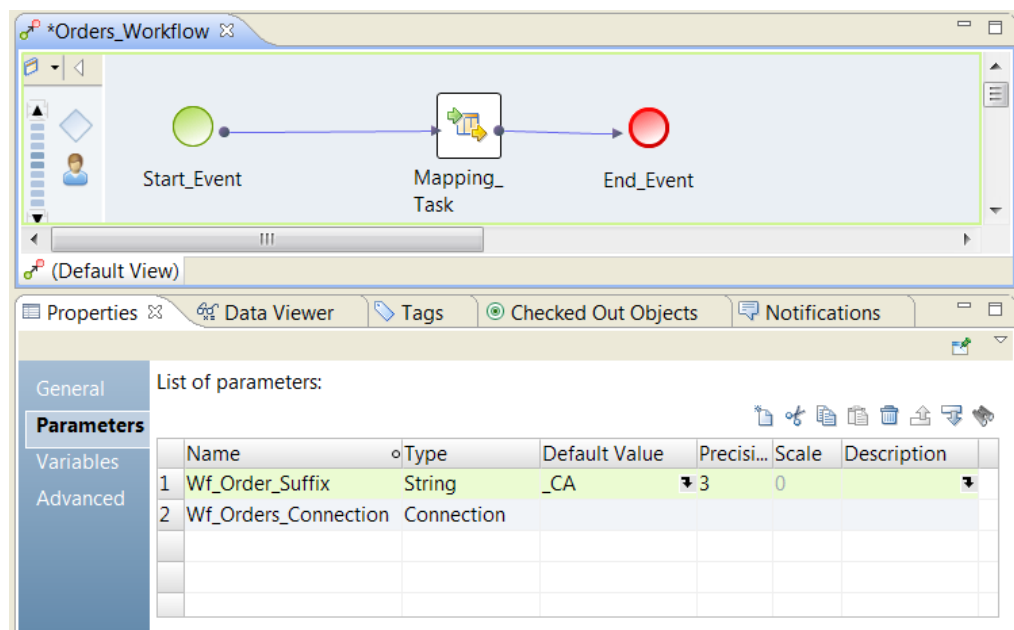 *Orders_Workflow
Start_Event
Mapping_
Task
End_Event
(Default View)
Properties Data Viewer Tags Checked Out Objects Notifications
General
List of parameters:
Parameters
Variables
Advanced
Name Type Default Value Precisi... Scale Description
1 Wf_Order_Suffix String _CA 3 0
2 Wf_Orders_Connection Connection